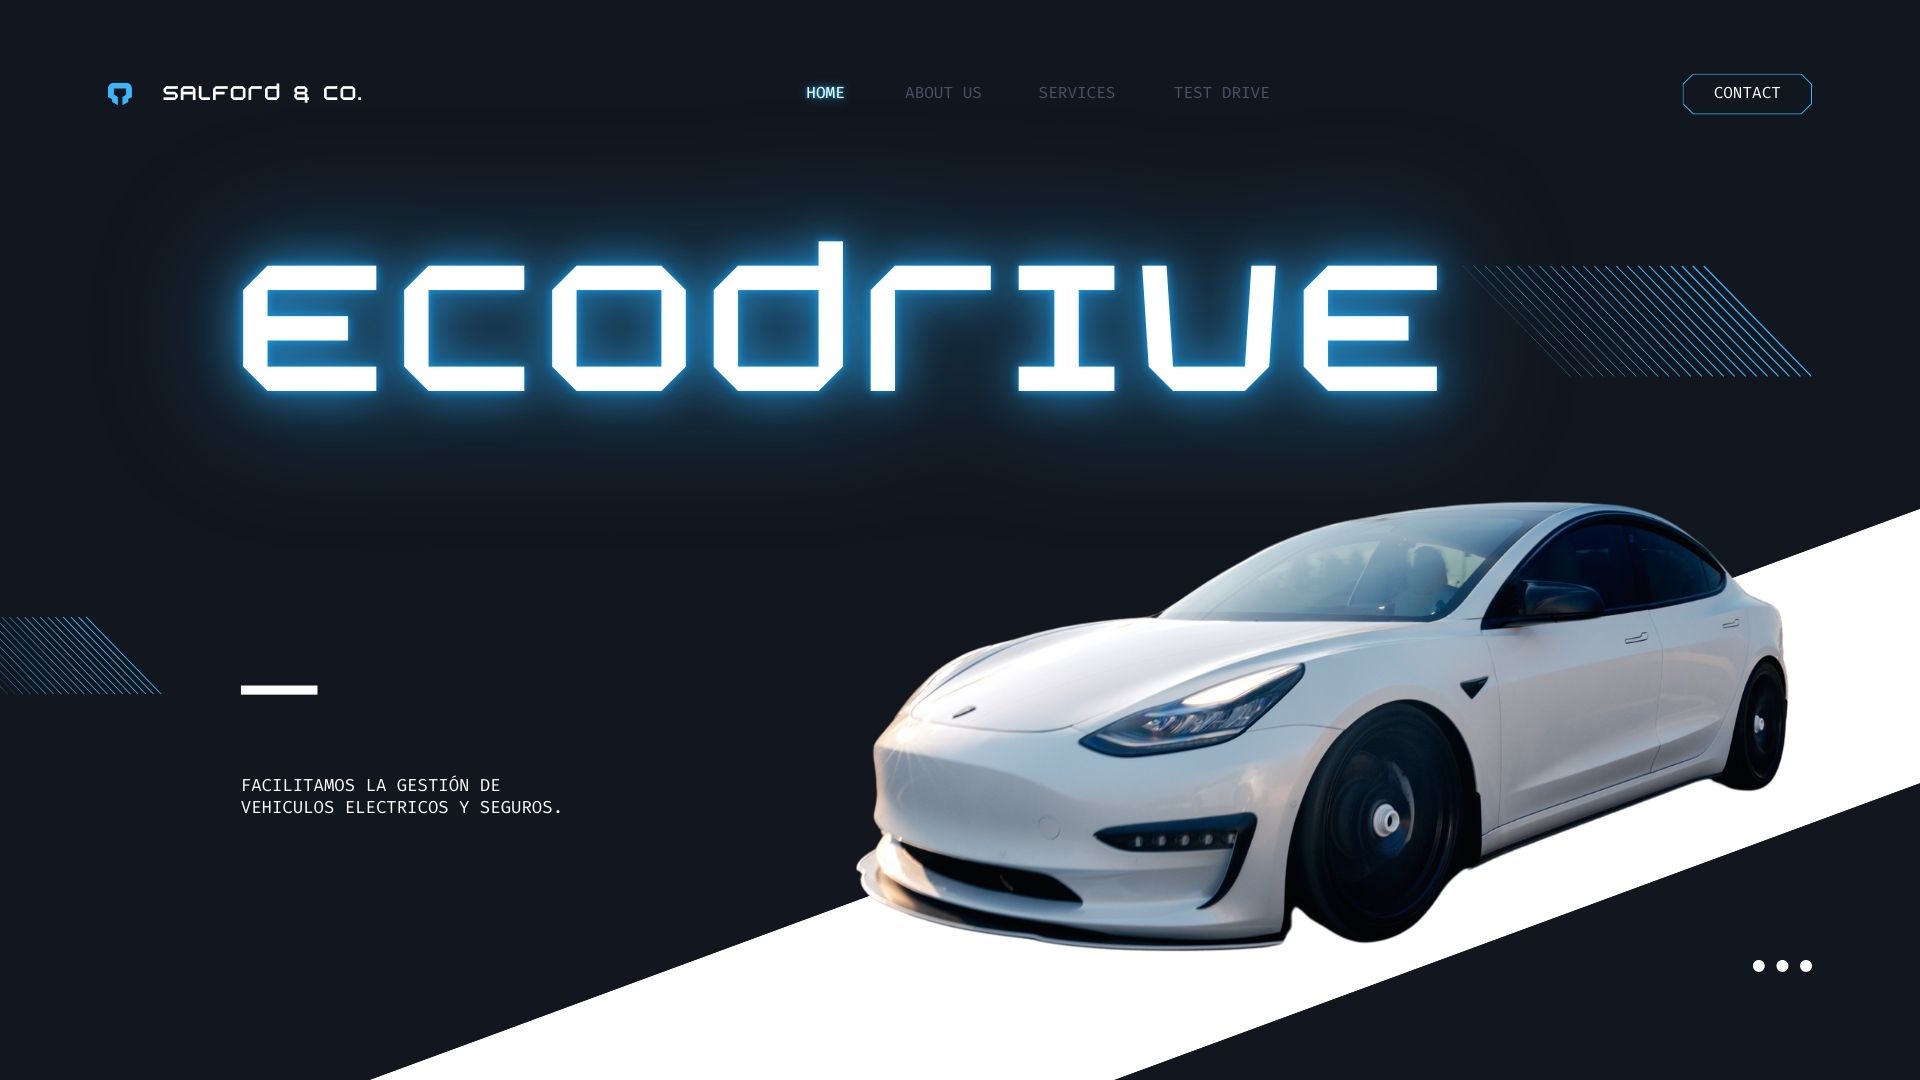 SALFORD & CO.
HOME
ABOUT US
SERVICES
TEST DRIVE
CONTACT
ECODRIVE
FACILITAMOS LA GESTIÓN DE
VEHICULOS ELECTRICOS Y SEGUROS.